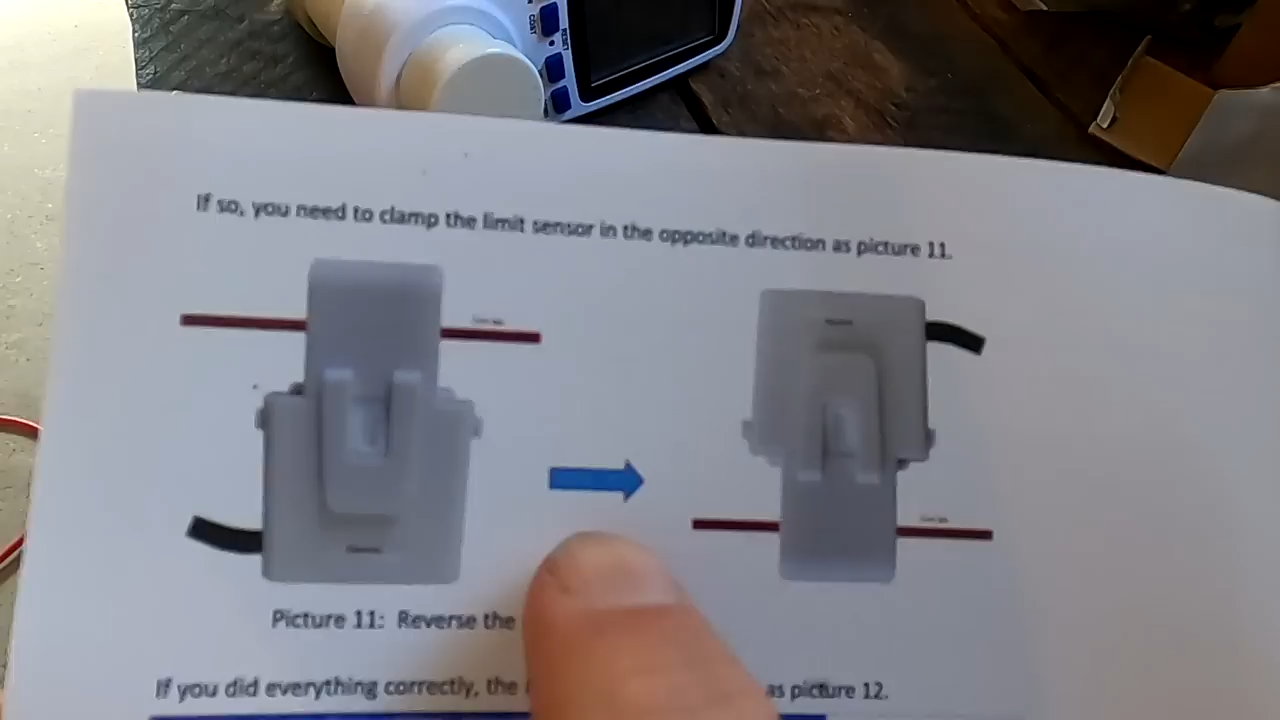 RESET
If so, you need to clamp the limit sensor in the opposite direction as picture 11.
Picture 11: Reverse the
If you did everything correctly, the
as picture 12.